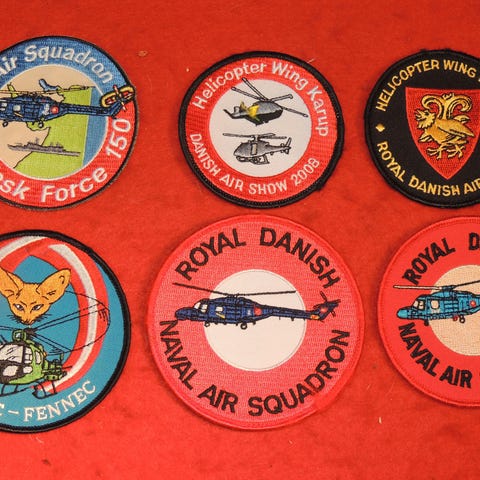 Air Squadron
Task Force 150
Helicopter Wing Karup
DANISH AIR SHOW 2008
HELICOPTER WING
ROYAL DANISH AIR
FENNEC
ROYAL DANISH
NAVAL AIR SQUADRON
ROYAL
NAVAL AIR